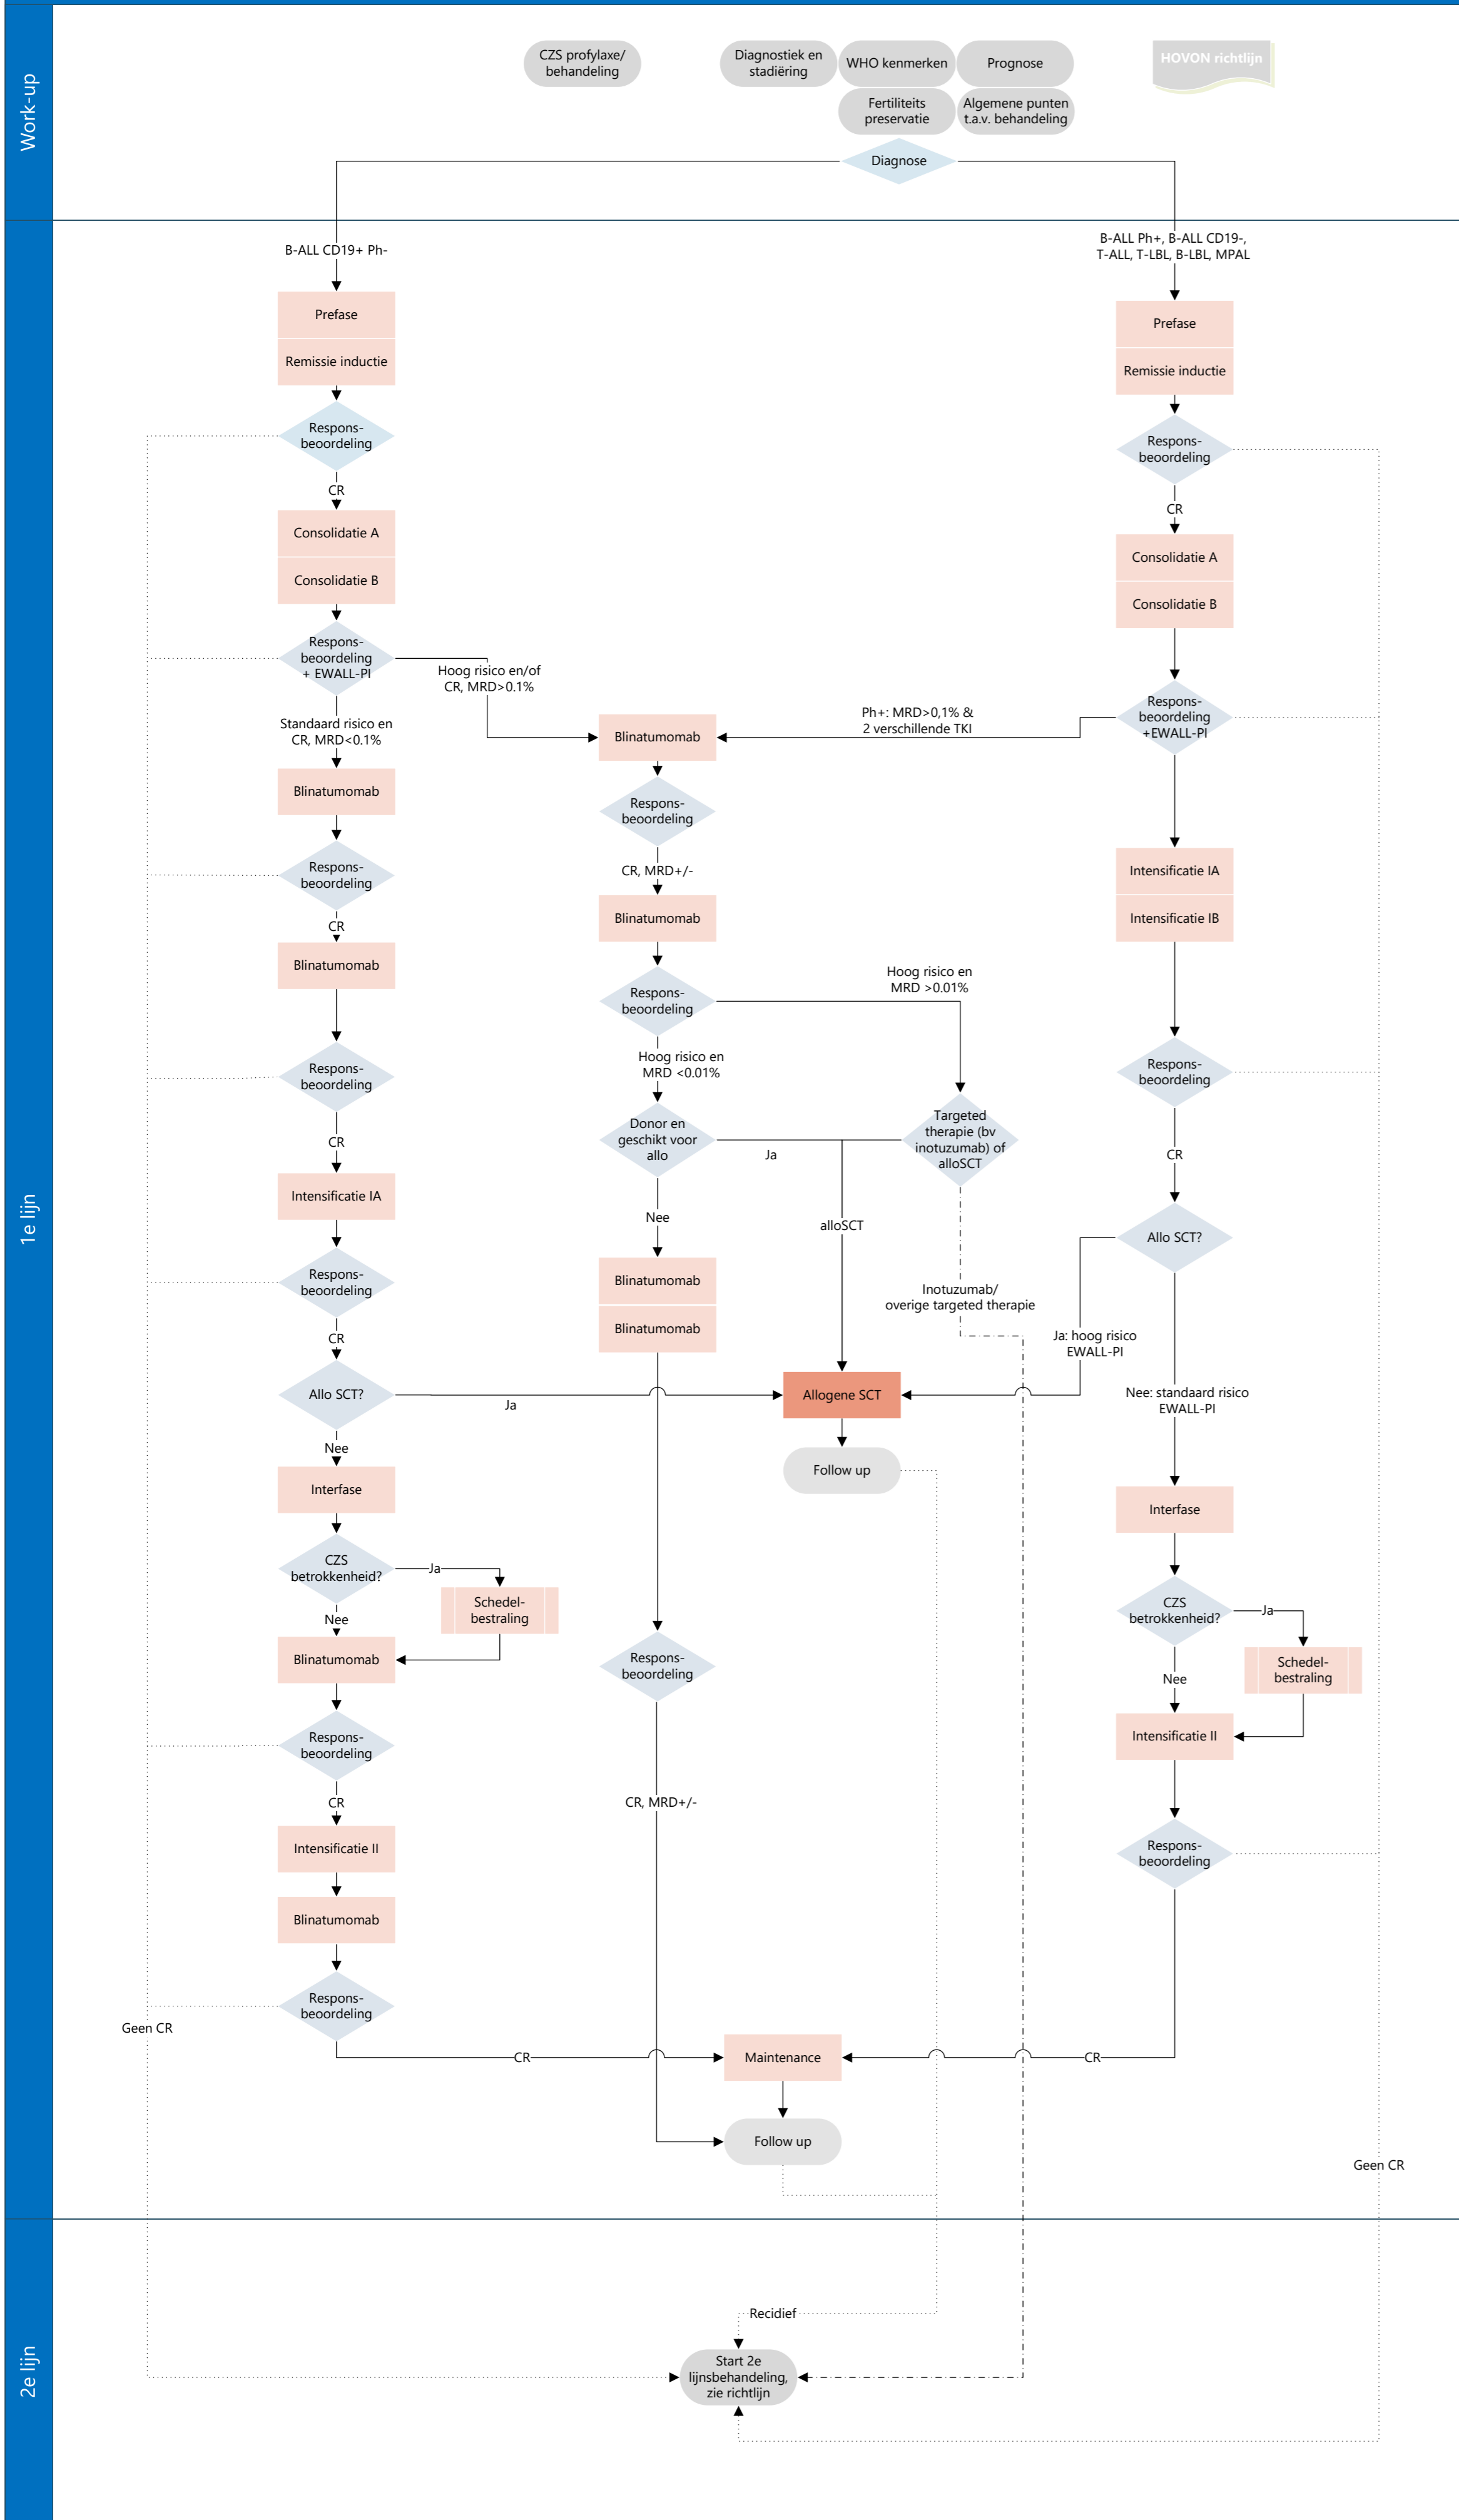 Work-up
CZS profylaxe/
behandeling
Diagnostiek en
stadiëring
WHO kenmerken
Prognose
HOVON richtlijn
Fertiliteits
preservatie
Algemene punten
t.a.v. behandeling
Diagnose
1e lijn
B-ALL CD19+ Ph-
Prefase
Remissie inductie
Respons-
beoordeling
CR
Consolidatie A
Consolidatie B
Respons-
beoordeling
+ EWALL-PI
Hoog risico en/of
CR, MRD>0.1%
Standaard risico en
CR, MRD<0.1%
Blinatumomab
Respons-
beoordeling
CR
Blinatumomab
Respons-
beoordeling
CR
Intensificatie IA
Respons-
beoordeling
CR
Allo SCT?
Ja
Nee
Interfase
CZS
betrokkenheid?
Ja
Schedel-
bestraling
Nee
Blinatumomab
Respons-
beoordeling
CR
Intensificatie II
Blinatumomab
Respons-
beoordeling
Geen CR
CR
Blinatumomab
Respons-
beoordeling
CR, MRD+/-
Blinatumomab
Respons-
beoordeling
Hoog risico en
MRD >0.01%
Hoog risico en
MRD <0.01%
Donor en
geschikt voor
allo
Ja
Targeted
therapie (bv
inotuzumab) of
alloSCT
Nee
alloSCT
Blinatumomab
Blinatumomab
Inotuzumab/
overige targeted therapie
Allogene SCT
Follow up
Respons-
beoordeling
CR, MRD+/-
Maintenance
Follow up
B-ALL Ph+, B-ALL CD19-,
T-ALL, T-LBL, B-LBL, MPAL
Prefase
Remissie inductie
Respons-
beoordeling
CR
Consolidatie A
Consolidatie B
Respons-
beoordeling
+EWALL-PI
Ph+: MRD>0,1% &
2 verschillende TKI
Intensificatie IA
Intensificatie IB
Respons-
beoordeling
CR
Allo SCT?
Ja: hoog risico
EWALL-PI
Nee: standaard risico
EWALL-PI
Interfase
CZS
betrokkenheid?
Ja
Schedel-
bestraling
Nee
Intensificatie II
Respons-
beoordeling
CR
Geen CR
2e lijn
Recidief
Start 2e
lijnsbehandeling,
zie richtlijn